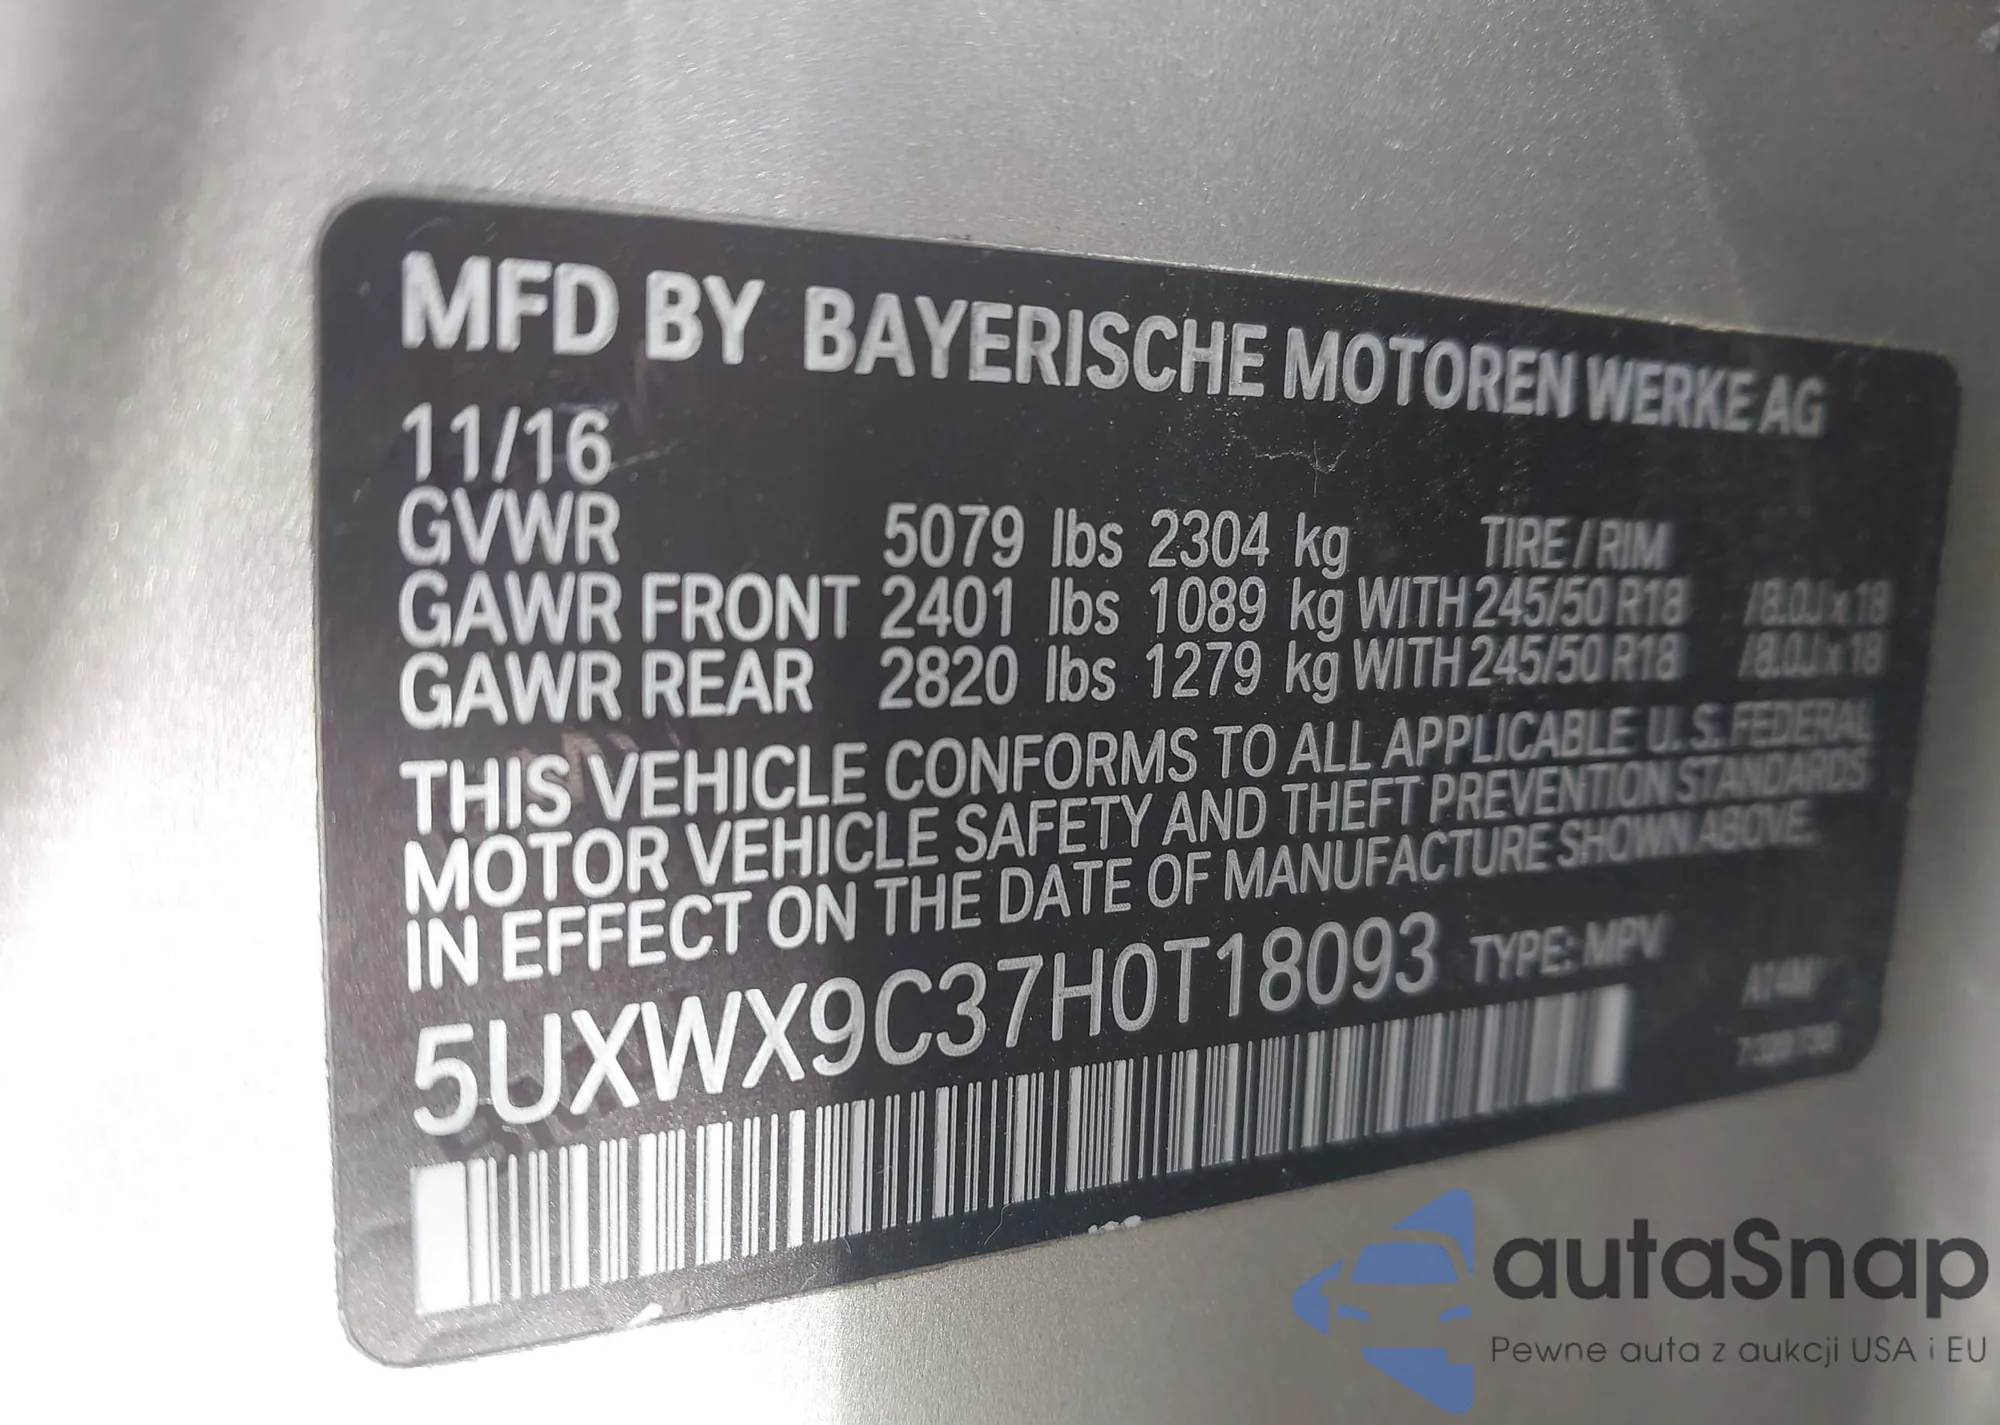 MFD BY BAYERISCHE MOTOREN WERKE AG
11/16
GVWR 5079 lbs 2304 kg TIRE / RIM
GAWR FRONT 2401 lbs 1089 kg WITH 245/50 R18 /8.0J x 18
GAWR REAR 2820 lbs 1279 kg WITH 245/50 R18 /8.0J x 18
THIS VEHICLE CONFORMS TO ALL APPLICABLE U. S. FEDERAL
MOTOR VEHICLE SAFETY AND THEFT PREVENTION STANDARDS
IN EFFECT ON THE DATE OF MANUFACTURE SHOWN ABOVE.
5UXWX9C37H0T18093 TYPE: MPV
autaSnap
Pewne auta z aukcji USA i EU